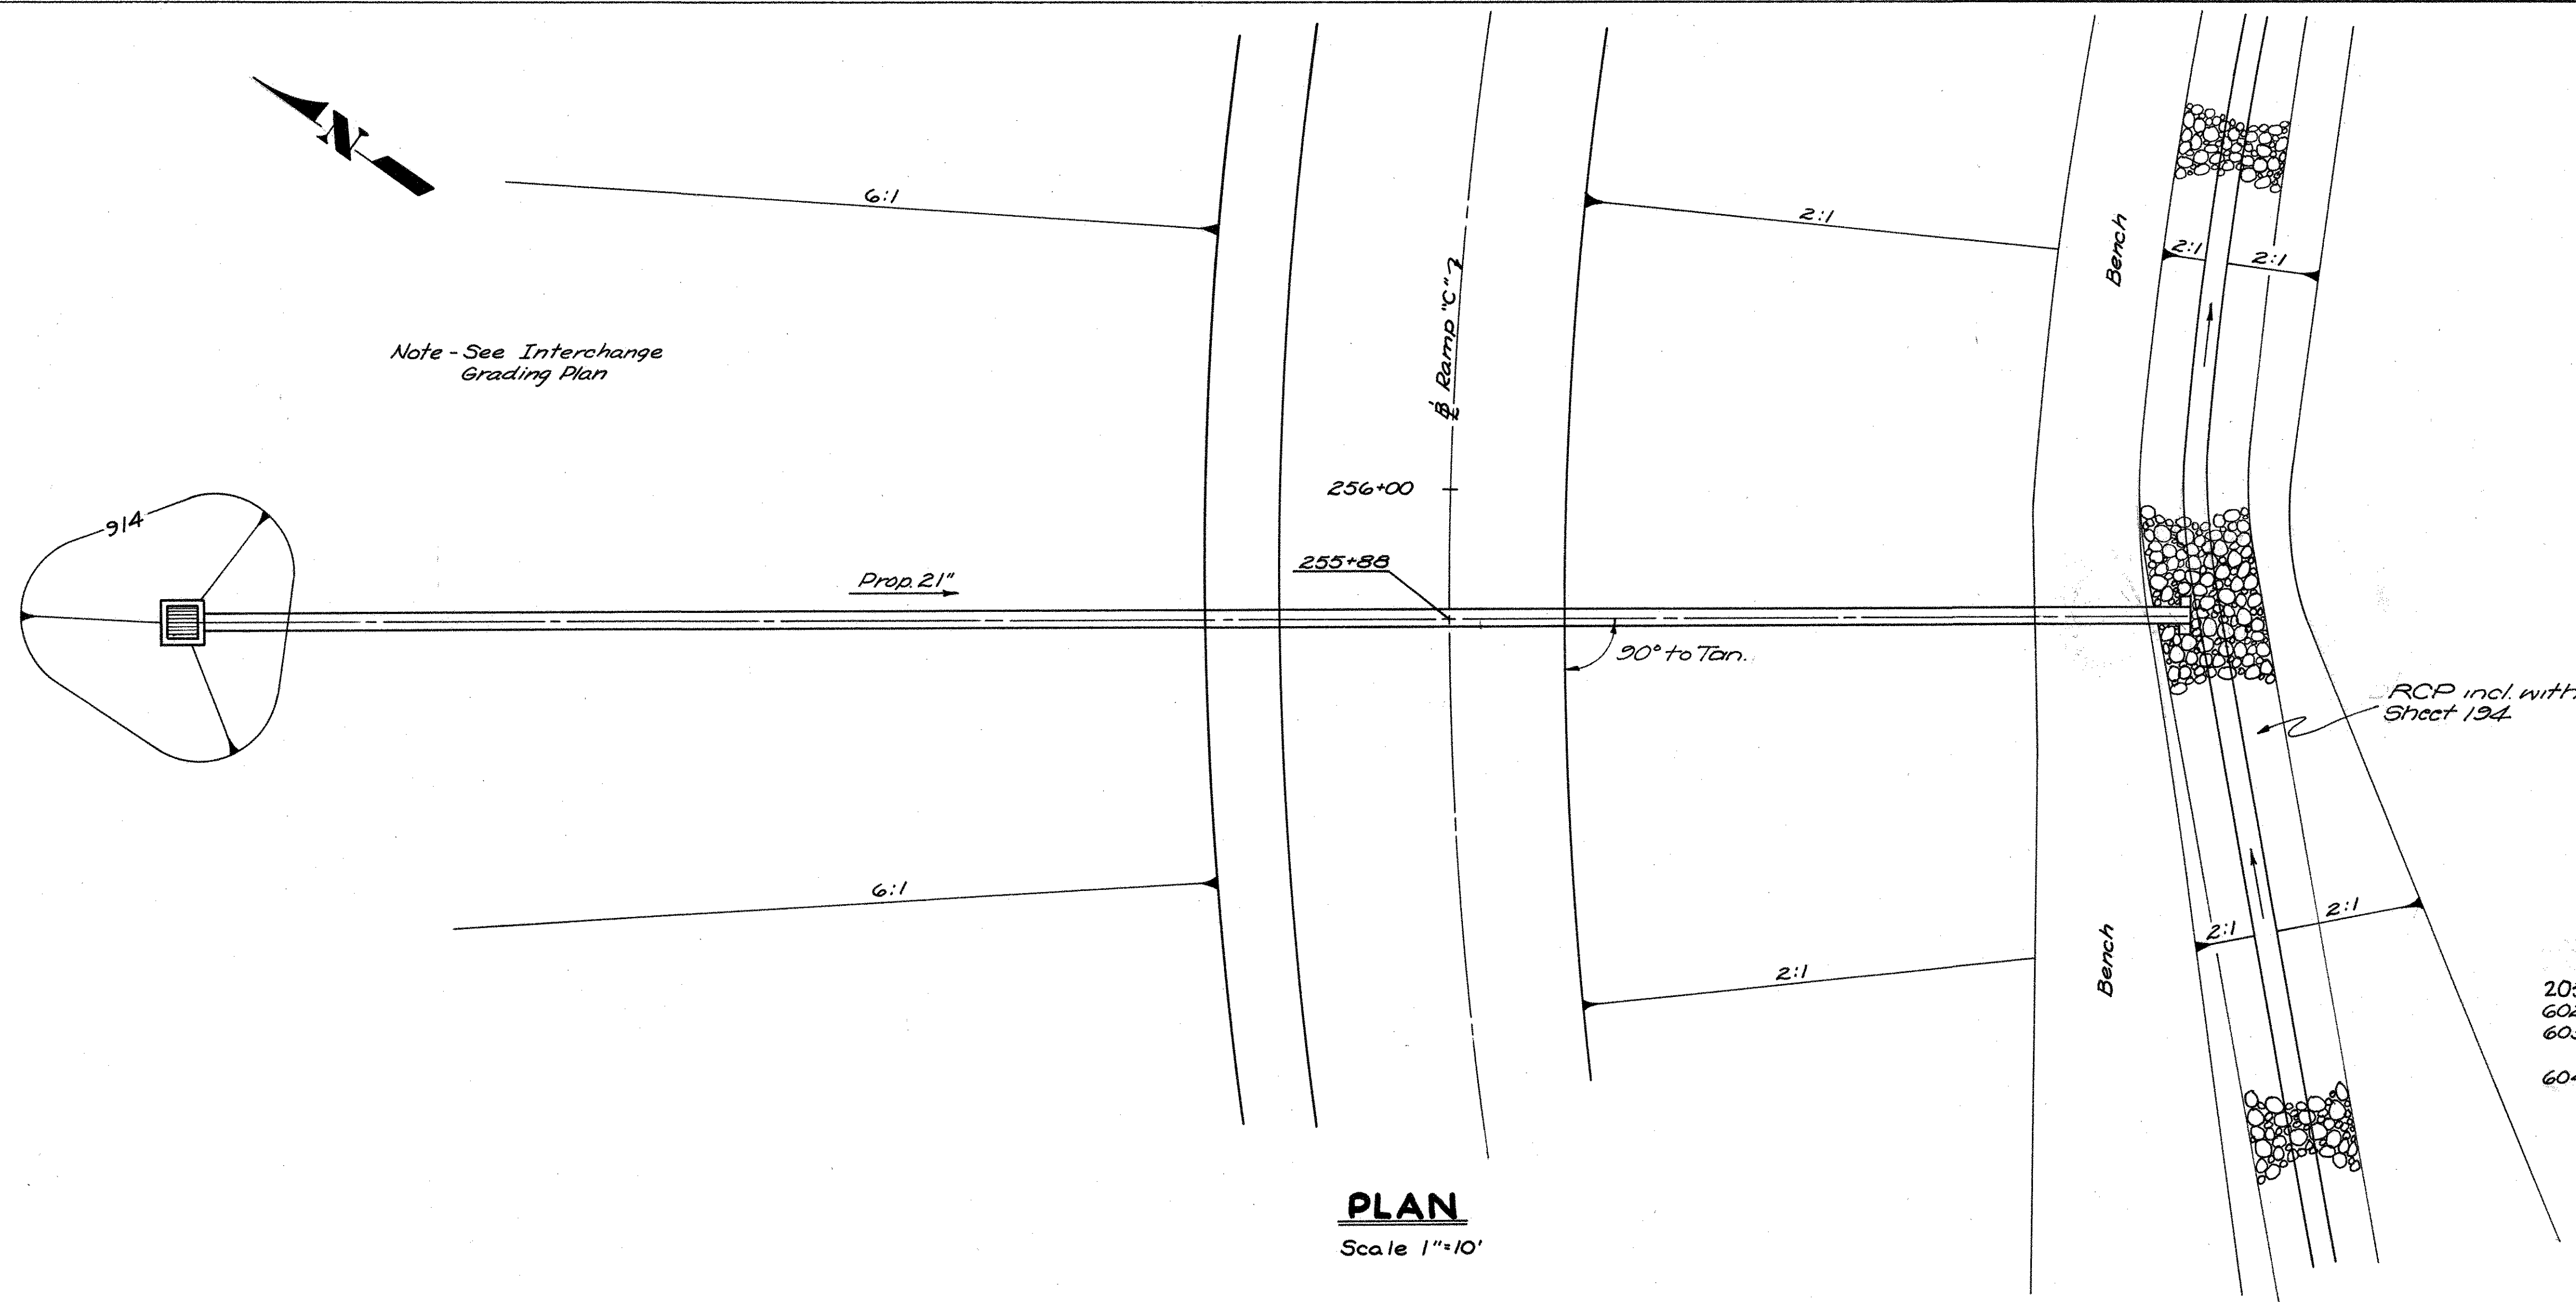 N
6:1
2:1
Bench
2:1
2:1
Ramp "C"
Note - See Interchange
Grading Plan
256+00
914
255+88
Prop. 21"
90° to Tan.
RCP incl. with
Sheet 194
6:1
2:1
2:1
2:1
Bench
PLAN
Scale 1"=10'